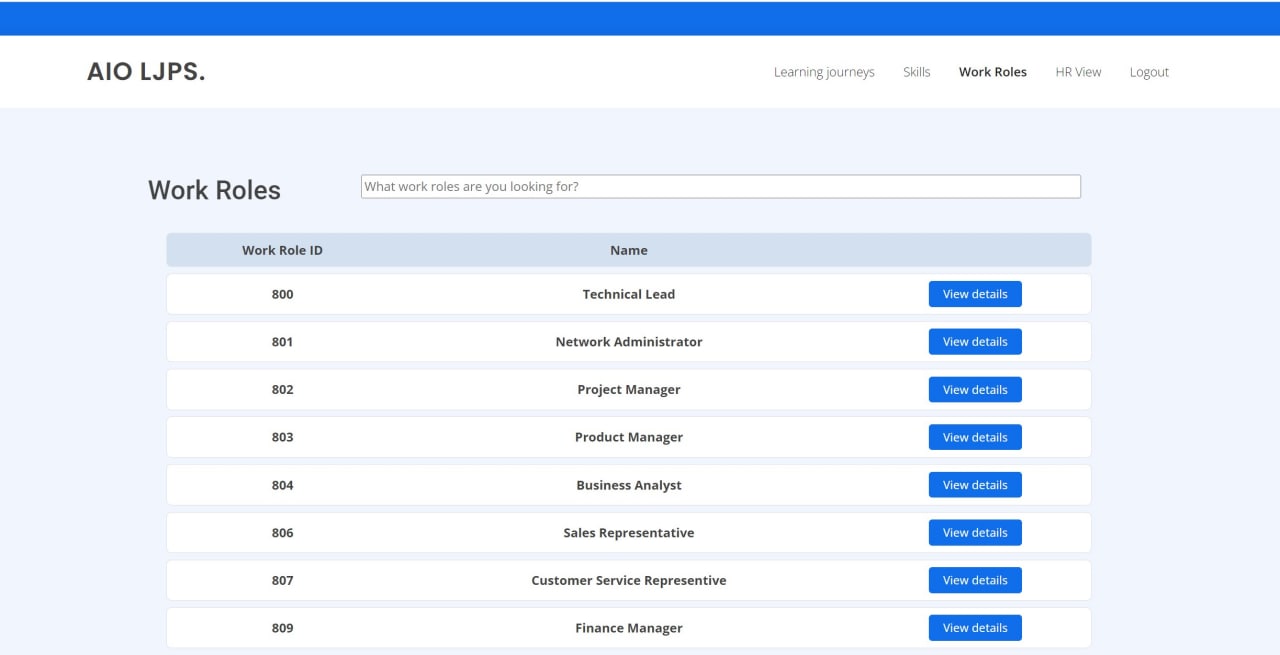 AIO LJPS.
Learning journeys Skills Work Roles HR View Logout
Work Roles What work roles are you looking for?
Work Role ID Name
800 Technical Lead View details
801 Network Administrator View details
802 Project Manager View details
803 Product Manager View details
804 Business Analyst View details
806 Sales Representative View details
807 Customer Service Representive View details
809 Finance Manager View details